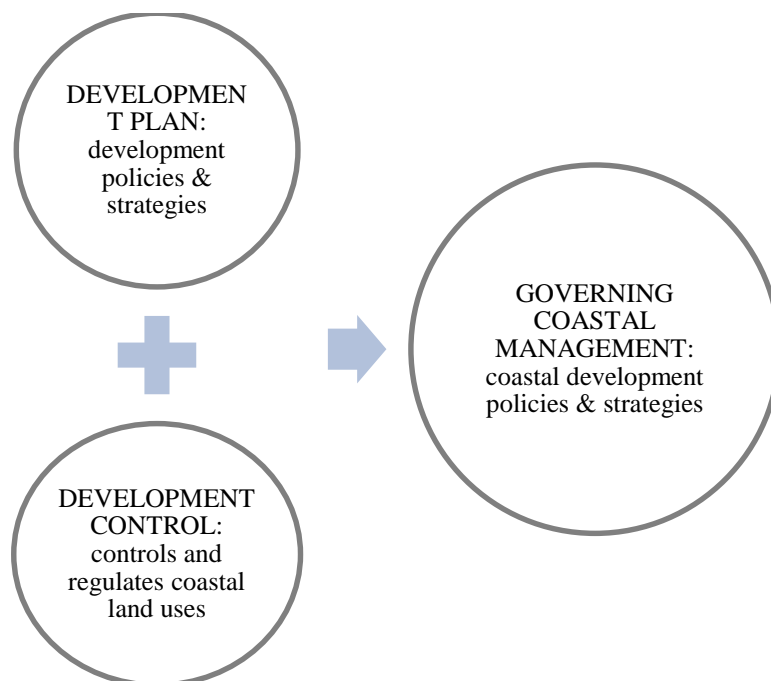 DEVELOPMEN
T PLAN:
development
policies &
strategies
DEVELOPMENT
CONTROL:
controls and
regulates coastal
land uses
GOVERNING
COASTAL
MANAGEMENT:
coastal development
policies & strategies